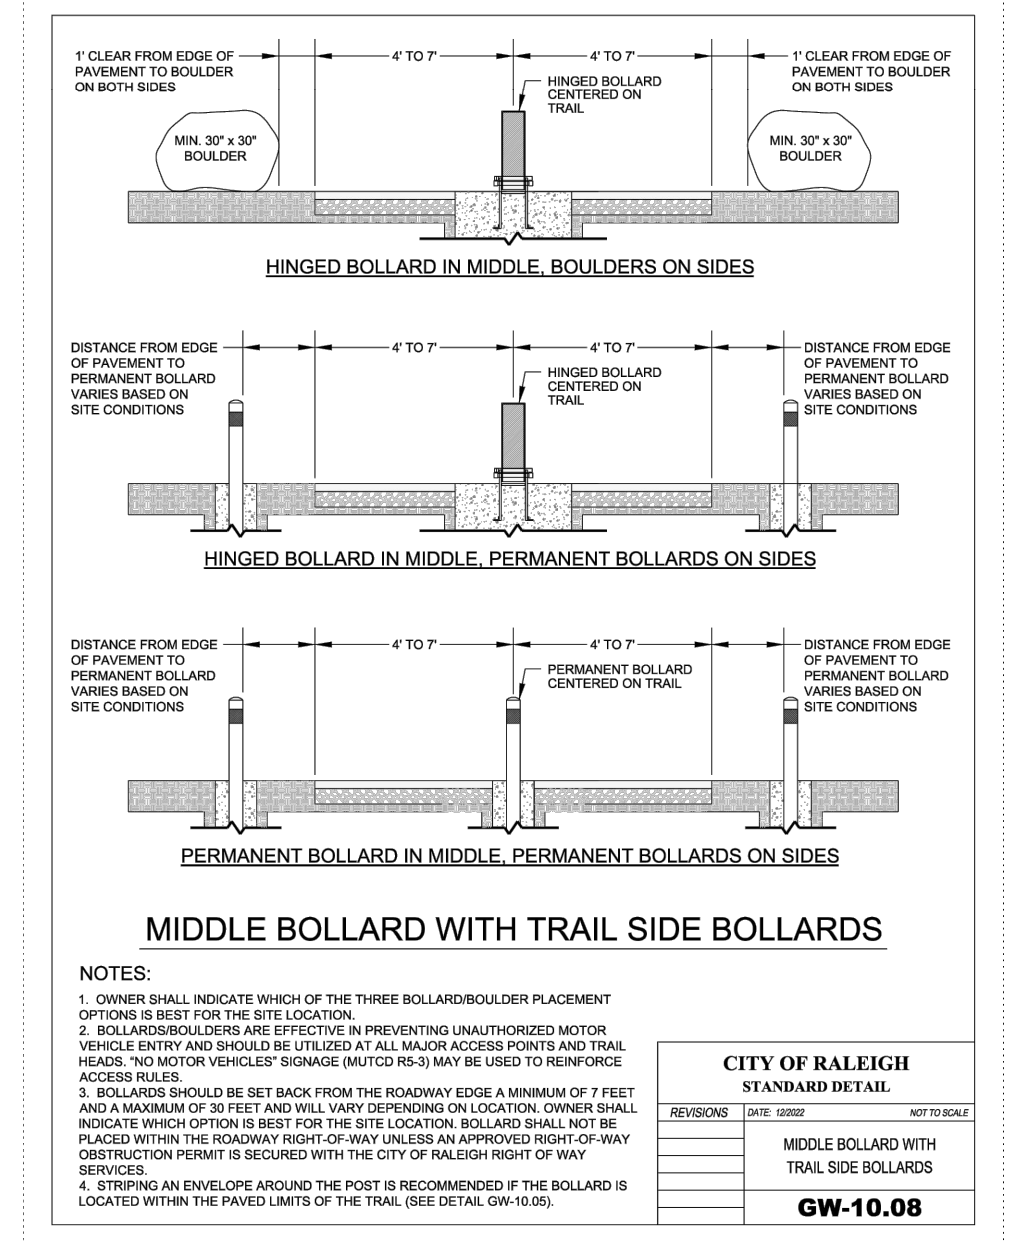 1' CLEAR FROM EDGE OF
PAVEMENT TO BOULDER
ON BOTH SIDES
4' TO 7'
4' TO 7'
1' CLEAR FROM EDGE OF
PAVEMENT TO BOULDER
ON BOTH SIDES
HINGED BOLLARD
CENTERED ON
TRAIL
MIN. 30" x 30"
BOULDER
MIN. 30" x 30"
BOULDER
HINGED BOLLARD IN MIDDLE, BOULDERS ON SIDES
DISTANCE FROM EDGE
OF PAVEMENT TO
PERMANENT BOLLARD
VARIES BASED ON
SITE CONDITIONS
4' TO 7'
4' TO 7'
DISTANCE FROM EDGE
OF PAVEMENT TO
PERMANENT BOLLARD
VARIES BASED ON
SITE CONDITIONS
HINGED BOLLARD
CENTERED ON
TRAIL
HINGED BOLLARD IN MIDDLE, PERMANENT BOLLARDS ON SIDES
DISTANCE FROM EDGE
OF PAVEMENT TO
PERMANENT BOLLARD
VARIES BASED ON
SITE CONDITIONS
4' TO 7'
4' TO 7'
DISTANCE FROM EDGE
OF PAVEMENT TO
PERMANENT BOLLARD
VARIES BASED ON
SITE CONDITIONS
PERMANENT BOLLARD
CENTERED ON TRAIL
PERMANENT BOLLARD IN MIDDLE, PERMANENT BOLLARDS ON SIDES
MIDDLE BOLLARD WITH TRAIL SIDE BOLLARDS
NOTES:
1. OWNER SHALL INDICATE WHICH OF THE THREE BOLLARD/BOULDER PLACEMENT
OPTIONS IS BEST FOR THE SITE LOCATION.
2. BOLLARDS/BOULDERS ARE EFFECTIVE IN PREVENTING UNAUTHORIZED MOTOR
VEHICLE ENTRY AND SHOULD BE UTILIZED AT ALL MAJOR ACCESS POINTS AND TRAIL
HEADS. "NO MOTOR VEHICLES" SIGNAGE (MUTCD R5-3) MAY BE USED TO REINFORCE
ACCESS RULES.
3. BOLLARDS SHOULD BE SET BACK FROM THE ROADWAY EDGE A MINIMUM OF 7 FEET
AND A MAXIMUM OF 30 FEET AND WILL VARY DEPENDING ON LOCATION. OWNER SHALL
INDICATE WHICH OPTION IS BEST FOR THE SITE LOCATION. BOLLARD SHALL NOT BE
PLACED WITHIN THE ROADWAY RIGHT-OF-WAY UNLESS AN APPROVED RIGHT-OF-WAY
OBSTRUCTION PERMIT IS SECURED WITH THE CITY OF RALEIGH RIGHT OF WAY
SERVICES.
4. STRIPING AN ENVELOPE AROUND THE POST IS RECOMMENDED IF THE BOLLARD IS
LOCATED WITHIN THE PAVED LIMITS OF THE TRAIL (SEE DETAIL GW-10.05).
CITY OF RALEIGH
STANDARD DETAIL
REVISIONS
DATE: 12/2022
NOT TO SCALE
MIDDLE BOLLARD WITH
TRAIL SIDE BOLLARDS
GW-10.08